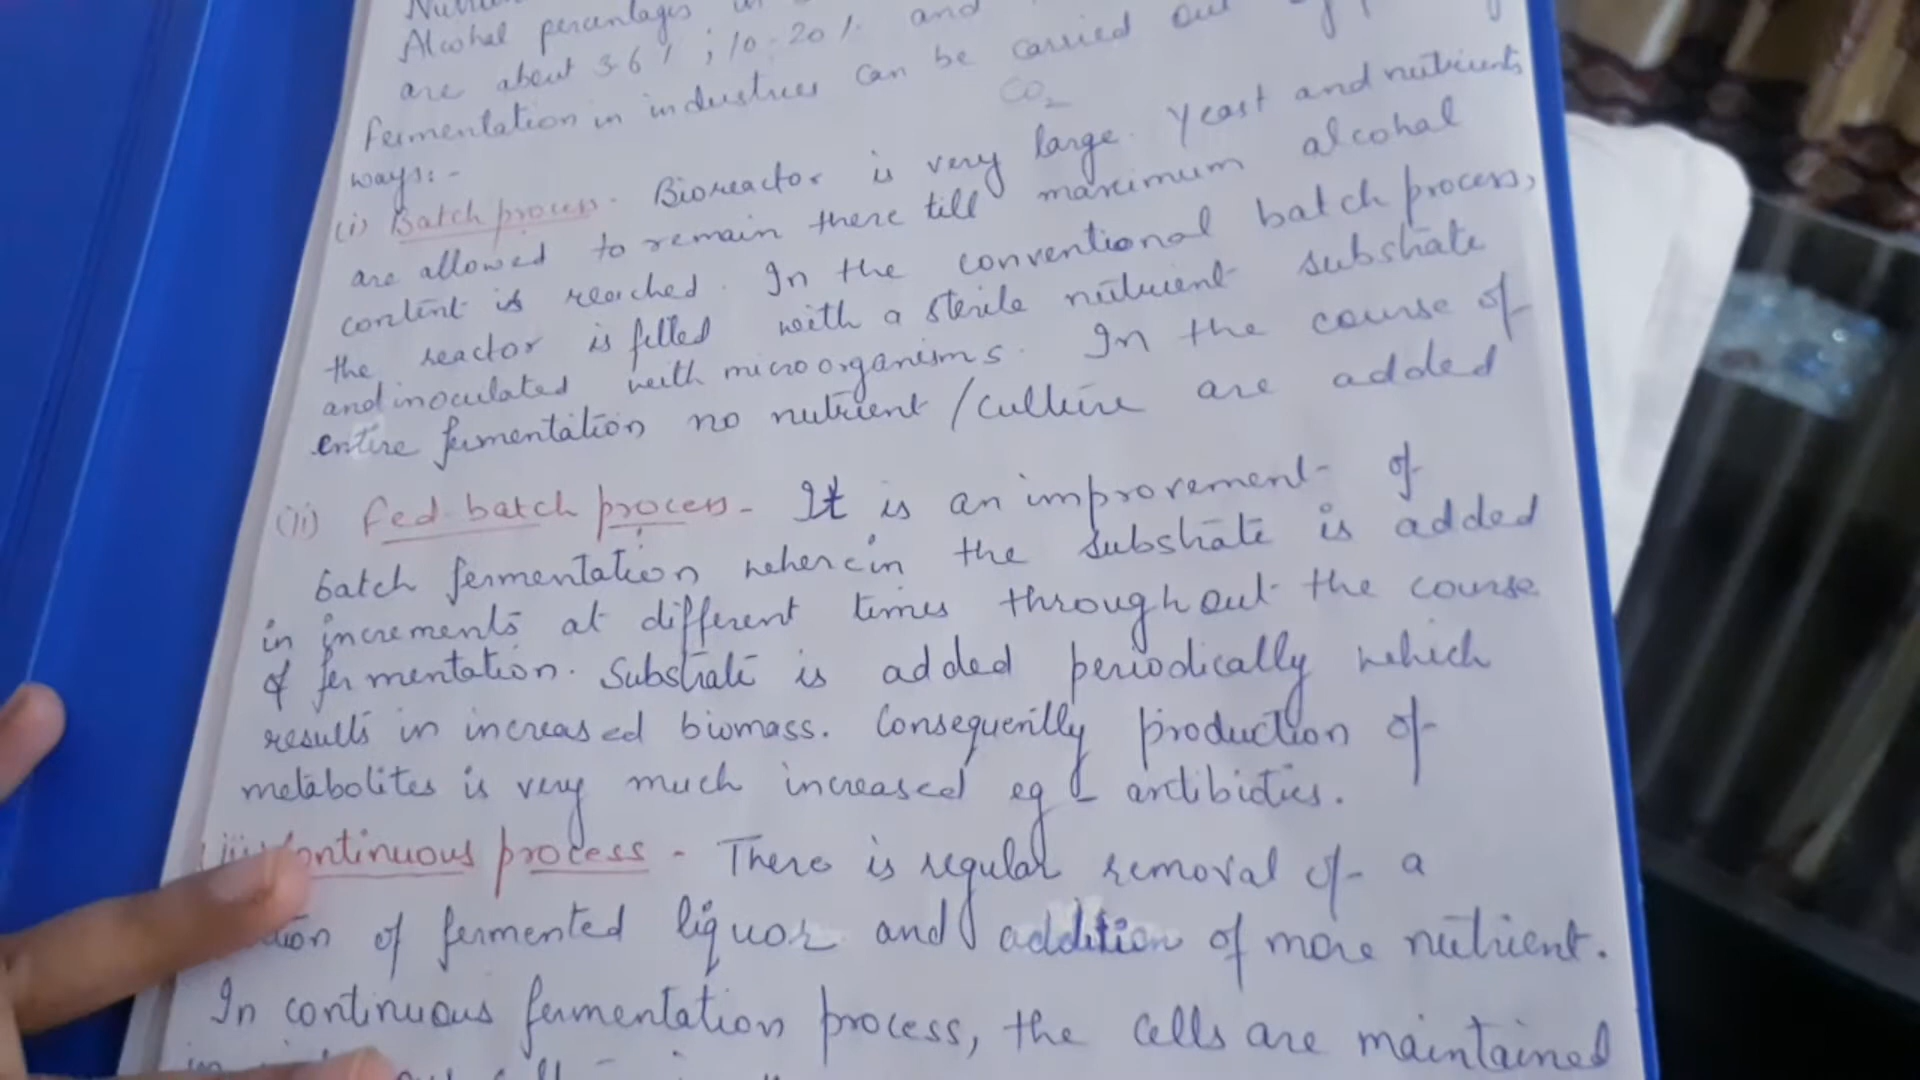 Alcohal percentages
are about 3-6%; 10-20% and
fermentation in industries can be carried out
CO2
ways:-
(i) Batch process. Bioreactor is very large. Yeast and nutrients
are allowed to remain there till maximum alcohal
content is reached. In the conventional batch process,
the reactor is filled with a sterile nutrient substrate
and inoculated with microorganisms. In the course of
entire fermentation no nutrient/culture are added
(ii) Fed batch process- It is an improvement of
batch fermentation wherein the substrate is added
in increments at different times throughout the course
of fermentation. Substrate is added periodically which
results in increased biomass. Consequently production of
metabolites is very much increased eg - antibiotics.
Continuous process - There is regular removal of a
of fermented liquor and addition of more nutrient.
In continuous fermentation process, the cells are maintained